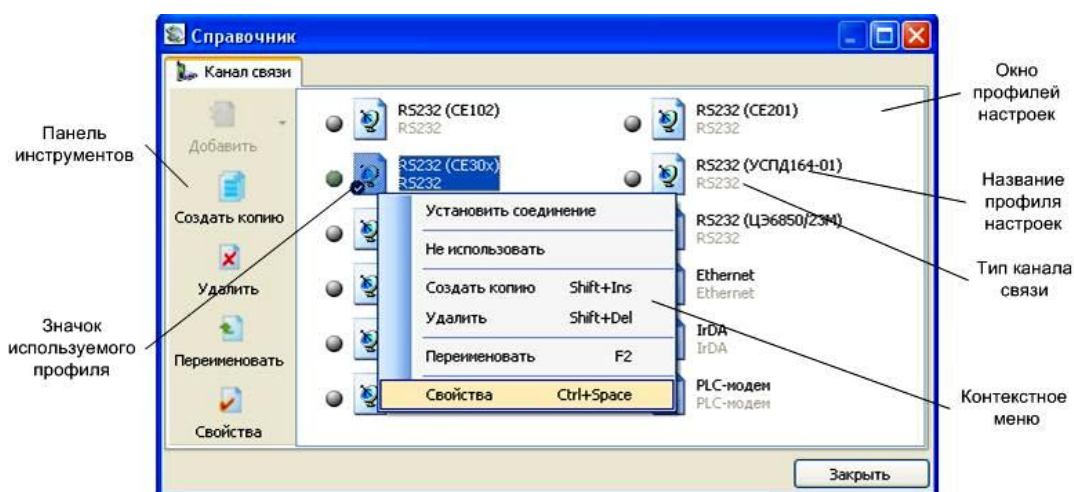 Справочник
Канал связи
Добавить
Создать копию
Удалить
Переименовать
Свойства
RS232 (CE102)
RS232
RS232 (CE30x)
RS232
RS232 (CE201)
RS232
RS232 (УСПД164-01)
RS232
RS232 (ЦЭ6850/23М)
RS232
Ethernet
Ethernet
IrDA
IrDA
PLC-модем
PLC-модем
Установить соединение
Не использовать
Создать копию Shift+Ins
Удалить Shift+Del
Переименовать F2
Свойства Ctrl+Space
Закрыть
Панель
инструментов
Значок
используемого
профиля
Окно
профилей
настроек
Название
профиля
настроек
Тип канала
связи
Контекстное
меню